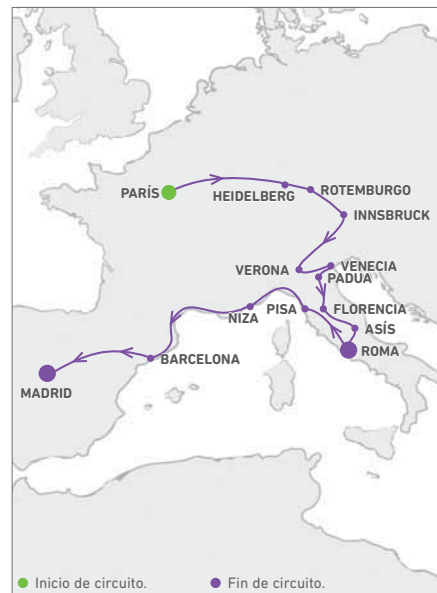 PARÍS
HEIDELBERG
ROTEMBURGO
INNSBRUCK
VERONA
VENECIA
PADUA
NIZA
PISA
FLORENCIA
ASÍS
BARCELONA
ROMA
MADRID
Inicio de circuito.
Fin de circuito.